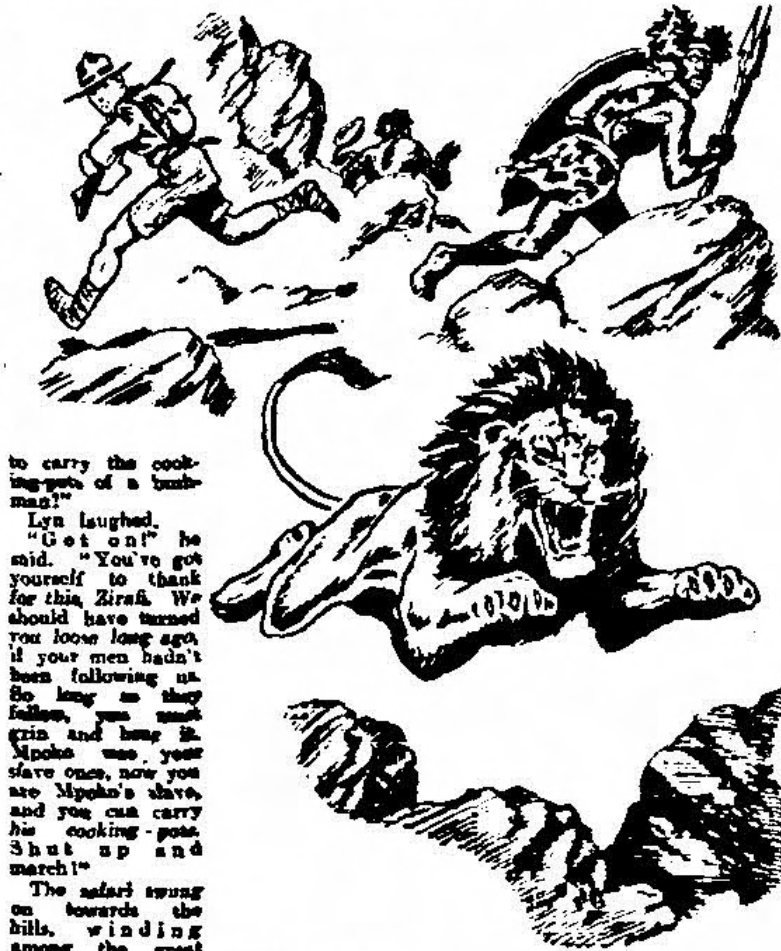 to carry the cook-
ing-pots of a bush-
man!"
Lyn laughed.
"Get on!" he
said. "You've got
yourself to thank
for this, Zirafi. We
should have turned
you loose long ago,
if your men hadn't
been following us.
So long as they
follow, you must
grin and bear it.
Mpoko was your
slave once, now you
are Mpoko's slave,
and you can carry
his cooking-pots.
Shut up and
march!"
The safari swung
on towards the
hills, winding
among the great